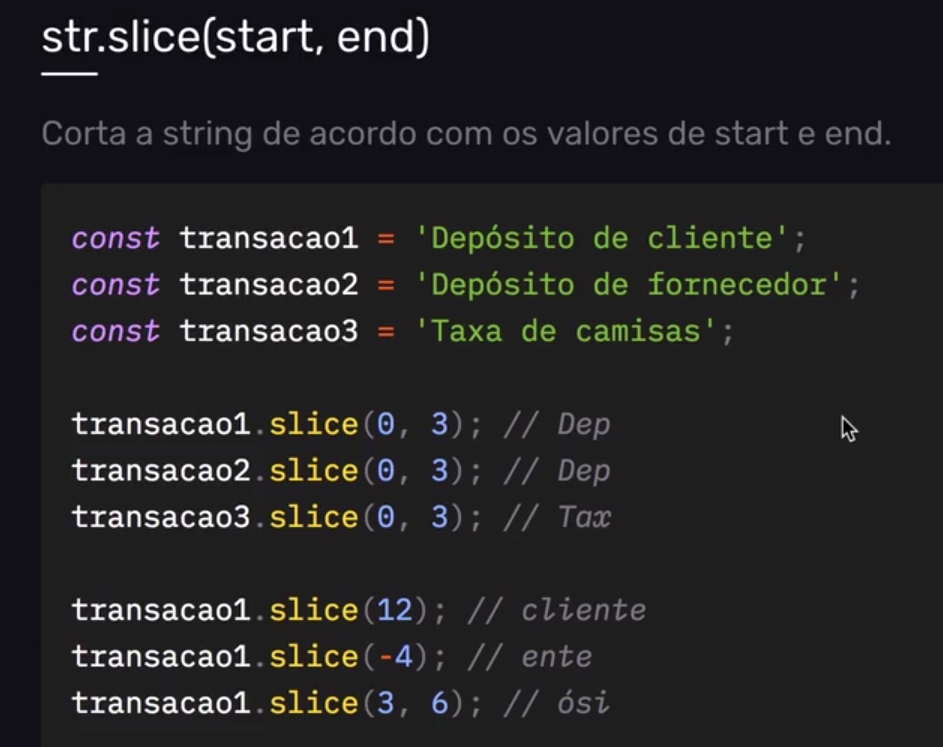 str.slice(start, end)
Corta a string de acordo com os valores de start e end.
const transacao1 = 'Depósito de cliente';
const transacao2 = 'Depósito de fornecedor';
const transacao3 = 'Taxa de camisas';
transacao1.slice(0, 3); // Dep
transacao2.slice(0, 3); // Dep
transacao3.slice(0, 3); // Tax
transacao1.slice(12); // cliente
transacao1.slice(-4); // ente
transacao1.slice(3, 6); // ósi